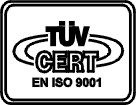 TÜV
CERT
EN ISO 9001